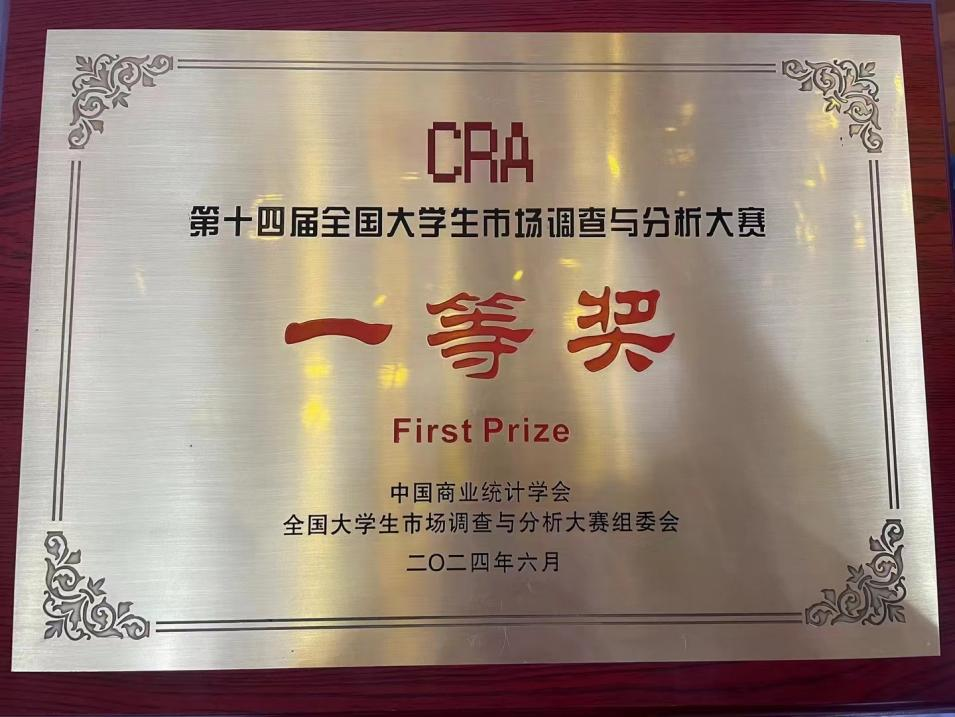 CRA
第十四届全国大学生市场调查与分析大赛
一等奖
First Prize
中国商业统计学会
全国大学生市场调查与分析大赛组委会
二〇二四年六月